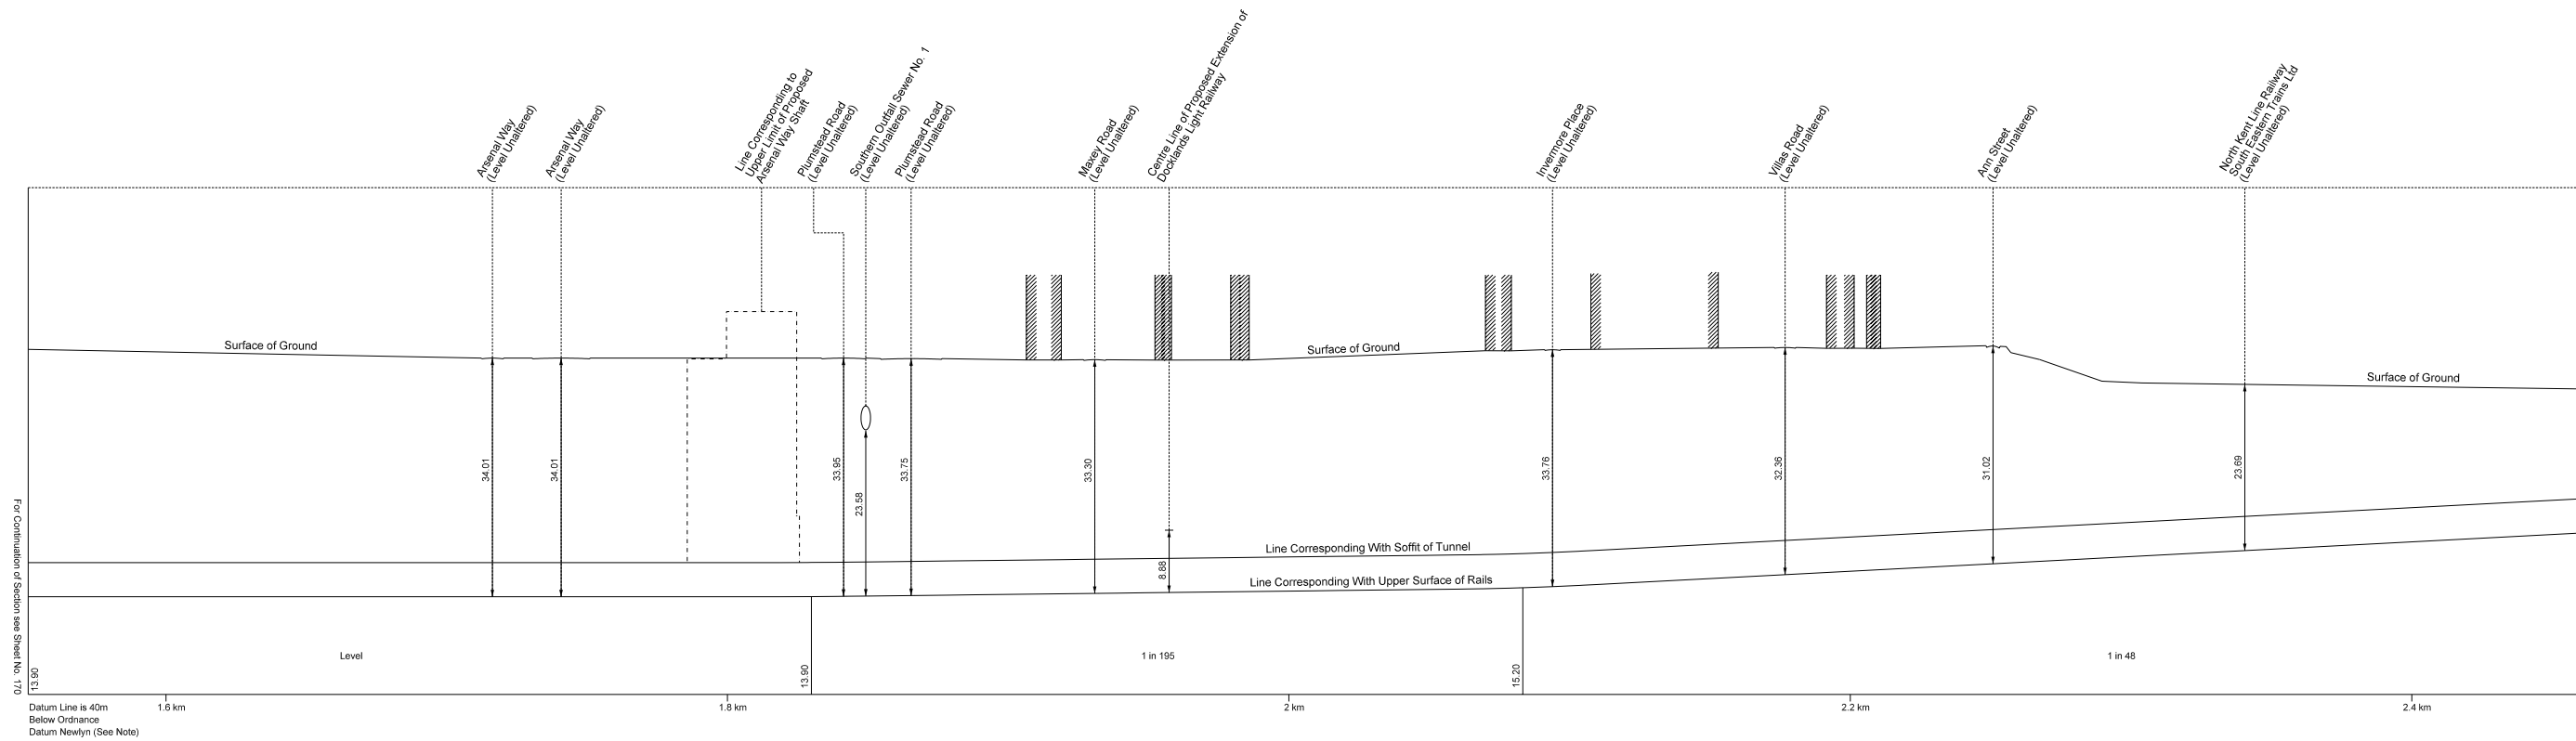 Arsenal Way
(Level Unaltered)
Arsenal Way
(Level Unaltered)
Line Corresponding to
Upper Limit of Proposed
Arsenal Way Shaft
Plumstead Road
(Level Unaltered)
Southern Outfall Sewer No. 1
(Level Unaltered)
Plumstead Road
(Level Unaltered)
Maxey Road
(Level Unaltered)
Centre Line of Proposed Extension of
Docklands Light Railway
Invermore Place
(Level Unaltered)
Villas Road
(Level Unaltered)
Ann Street
(Level Unaltered)
North Kent Line Railway
South Eastern Trains Ltd
(Level Unaltered)
Surface of Ground
Surface of Ground
Surface of Ground
34.01
34.01
33.95
23.58
33.75
33.30
8.88
33.76
32.36
31.02
23.69
Line Corresponding With Soffit of Tunnel
Line Corresponding With Upper Surface of Rails
For Continuation of Section see Sheet No. 170
Level
1 in 195
1 in 48
13.90
13.90
15.20
1.6 km
1.8 km
2 km
2.2 km
2.4 km
Datum Line is 40m
Below Ordnance
Datum Newlyn (See Note)